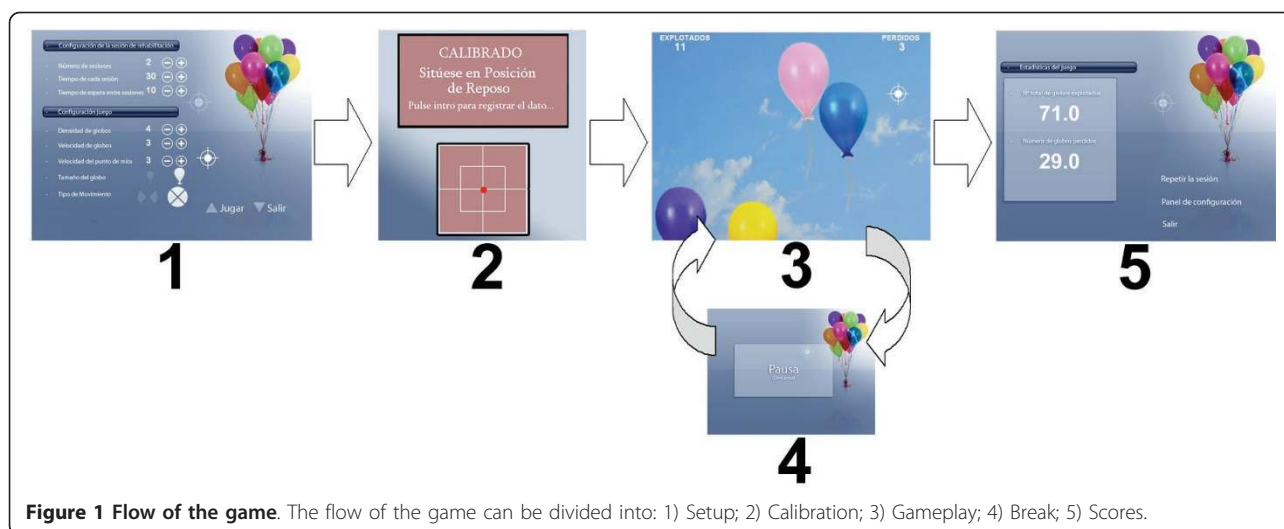 Configuración de la sesión de rehabilitación
Número de sesiones 2
Tiempo de cada sesión 30
Tiempo de espera entre sesiones 10
Configuración Juego
Densidad de globos 4
Velocidad de globos 3
Velocidad del punto de mira 3
Tamaño del globo
Tipo de Movimiento
Jugar Salir
1
CALIBRADO
Sitúese en Posición
de Reposo
Pulse intro para registrar el dato...
2
EXPLOTADOS
11
PERDIDOS
3
3
Pausa
4
Estadísticas del Juego
Nº total de globos explotados
71.0
Número de globos perdidos
29.0
Repetir la sesión
Panel de configuración
Salir
5
Figure 1 Flow of the game. The flow of the game can be divided into: 1) Setup; 2) Calibration; 3) Gameplay; 4) Break; 5) Scores.